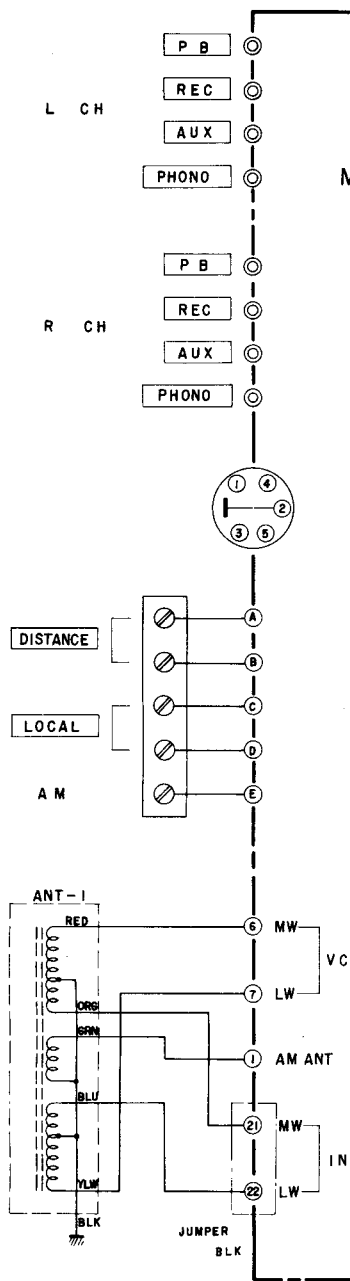 P B
REC
L CH
AUX
PHONO
M
P B
REC
R CH
AUX
PHONO
1 4
2
3 5
A
DISTANCE
B
C
LOCAL
D
AM E
ANT-1
RED 6 MW
VC
7 LW
ORG
GRN 1 AM ANT
BLU
21 MW
IN
YLW 22 LW
BLK
JUMPER
BLK